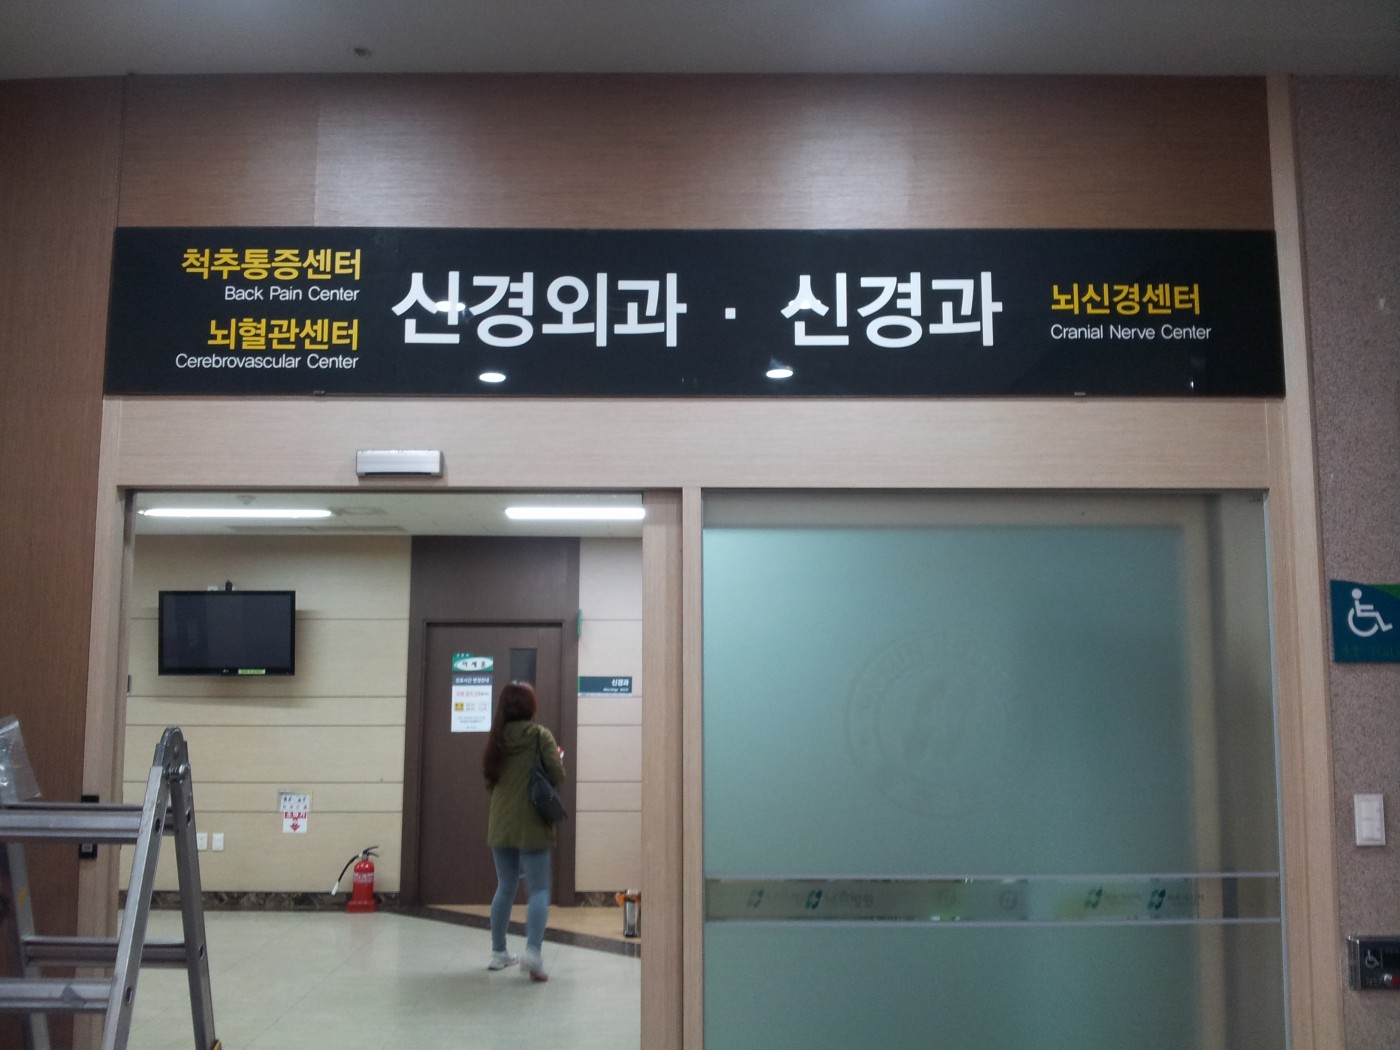 척추통증센터
Back Pain Center
뇌혈관센터
Cerebrovascular Center
신경외과 · 신경과
뇌신경센터
Cranial Nerve Center
신경과